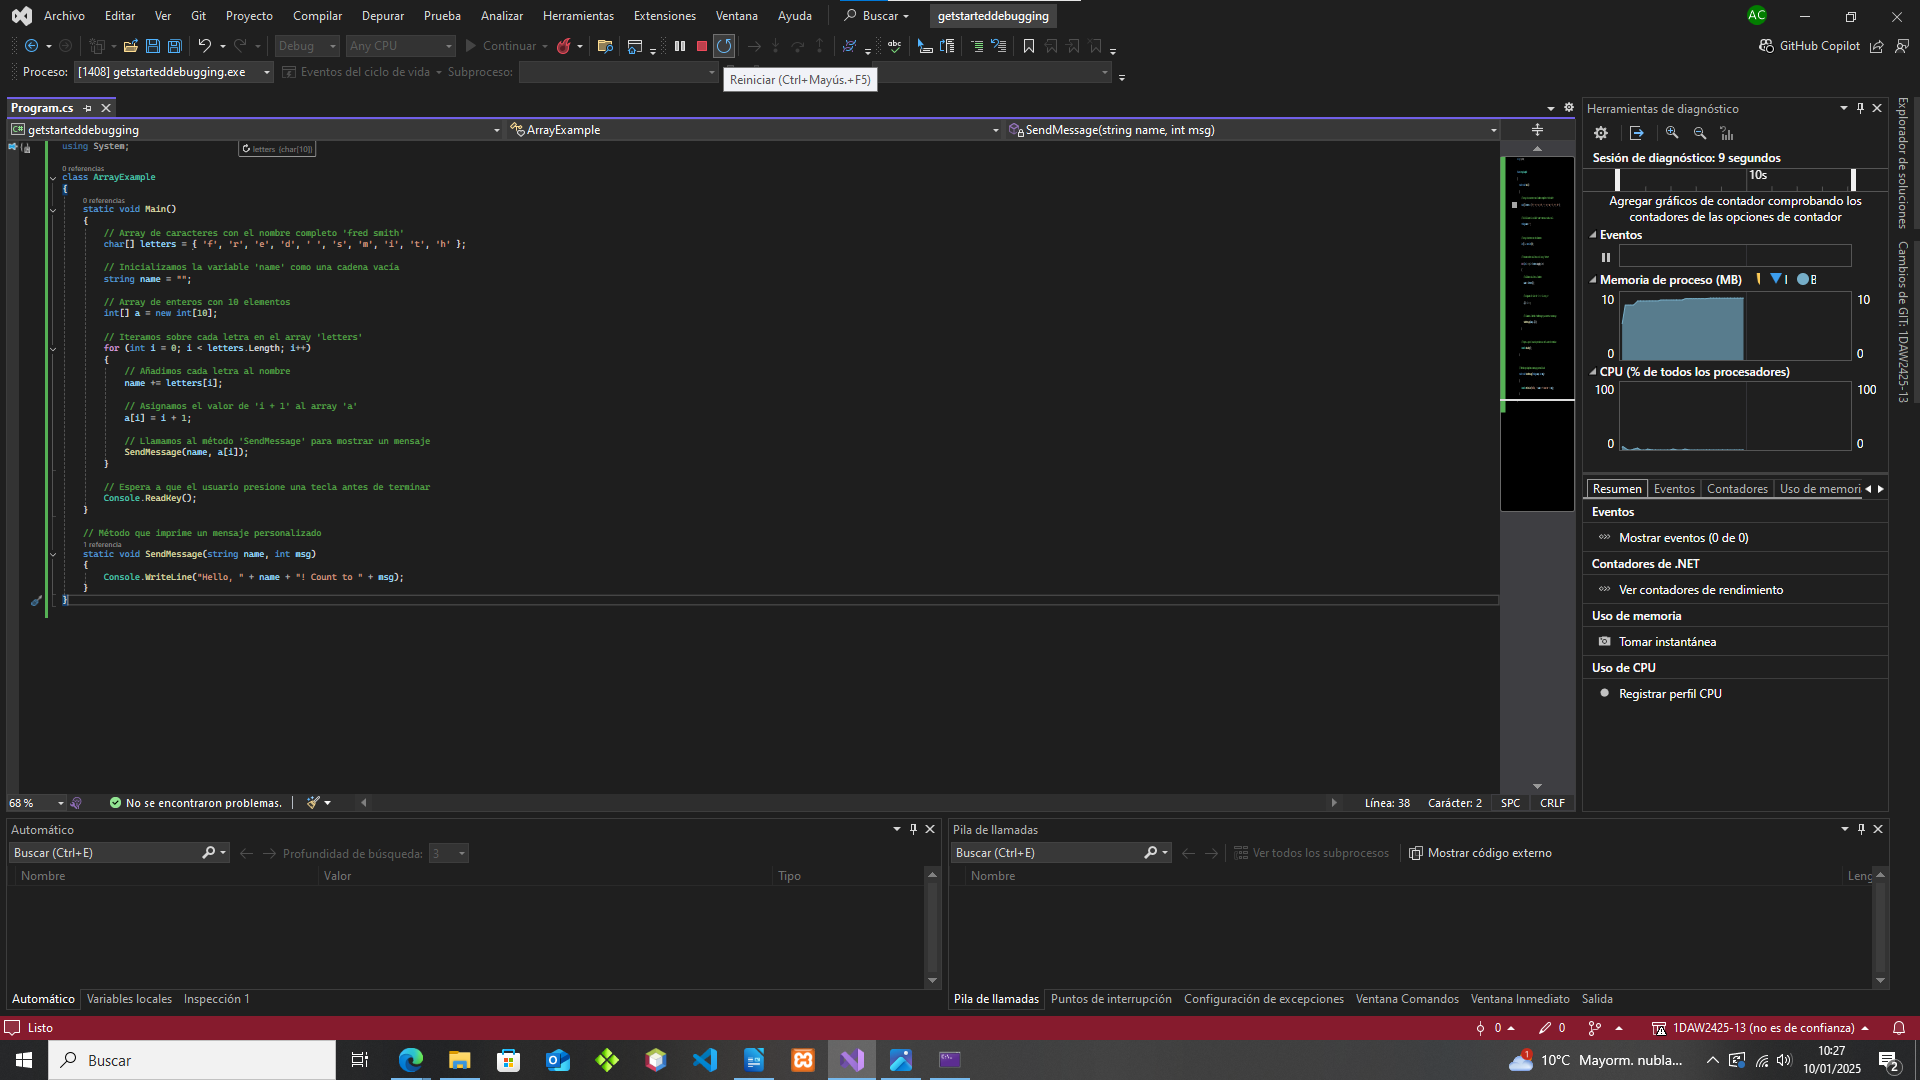 Archivo Editar Ver Git Proyecto Compilar Depurar Prueba Analizar Herramientas Extensiones Ventana Ayuda Buscar getstarteddebugging AC
Debug Any CPU Continuar GitHub Copilot
Proceso: [1408] getstarteddebugging.exe Eventos del ciclo de vida Subproceso:
Reiniciar (Ctrl+Mayús.+F5)
Program.cs
getstarteddebugging ArrayExample SendMessage(string name, int msg)
using System;
letters {char[10]}
0 referencias
class ArrayExample
{
0 referencias
static void Main()
{
// Array de caracteres con el nombre completo 'fred smith'
char[] letters = { 'f', 'r', 'e', 'd', ' ', 's', 'm', 'i', 't', 'h' };
// Inicializamos la variable 'name' como una cadena vacía
string name = "";
// Array de enteros con 10 elementos
int[] a = new int[10];
// Iteramos sobre cada letra en el array 'letters'
for (int i = 0; i < letters.Length; i++)
{
// Añadimos cada letra al nombre
name += letters[i];
// Asignamos el valor de 'i + 1' al array 'a'
a[i] = i + 1;
// Llamamos al método 'SendMessage' para mostrar un mensaje
SendMessage(name, a[i]);
}
// Espera a que el usuario presione una tecla antes de terminar
Console.ReadKey();
}
// Método que imprime un mensaje personalizado
1 referencia
static void SendMessage(string name, int msg)
{
Console.WriteLine("Hello, " + name + "! Count to " + msg);
}
}
68 % No se encontraron problemas. Línea: 38 Carácter: 2 SPC CRLF
Herramientas de diagnóstico
Sesión de diagnóstico: 9 segundos
10s
Agregar gráficos de contador comprobando los
contadores de las opciones de contador
Eventos
Memoria de proceso (MB) I B
10 10
0 0
CPU (% de todos los procesadores)
100 100
0 0
Resumen Eventos Contadores Uso de memori
Eventos
Mostrar eventos (0 de 0)
Contadores de .NET
Ver contadores de rendimiento
Uso de memoria
Tomar instantánea
Uso de CPU
Registrar perfil CPU
Explorador de soluciones
Cambios de GIT: 1DAW2425-13
Automático
Buscar (Ctrl+E) Profundidad de búsqueda: 3
Nombre Valor Tipo
Automático Variables locales Inspección 1
Pila de llamadas
Buscar (Ctrl+E) Ver todos los subprocesos Mostrar código externo
Nombre Leng
Pila de llamadas Puntos de interrupción Configuración de excepciones Ventana Comandos Ventana Inmediato Salida
Listo 0 0 1DAW2425-13 (no es de confianza)
Buscar 1 10°C Mayorm. nubla... 10:27
10/01/2025 2